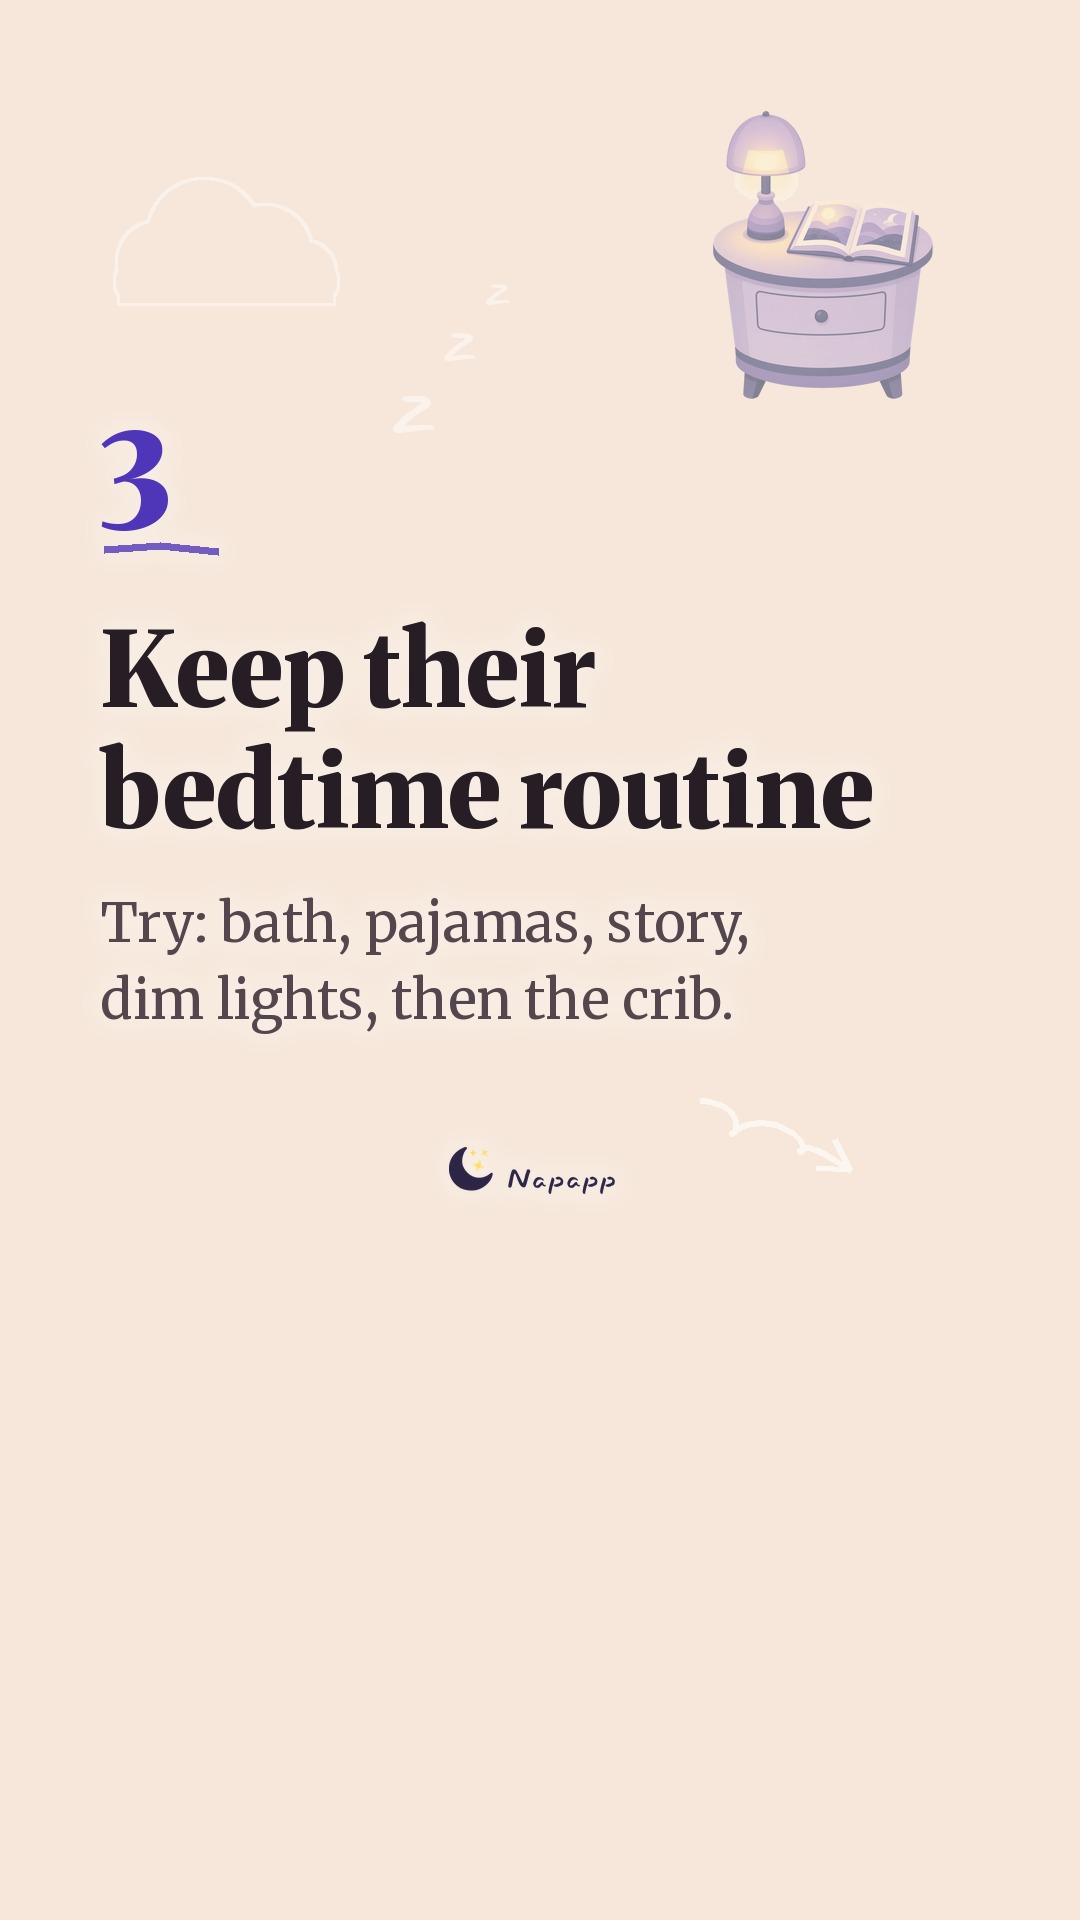 z
z
z
3
Keep their
bedtime routine
Try: bath, pajamas, story,
dim lights, then the crib.
Napapp